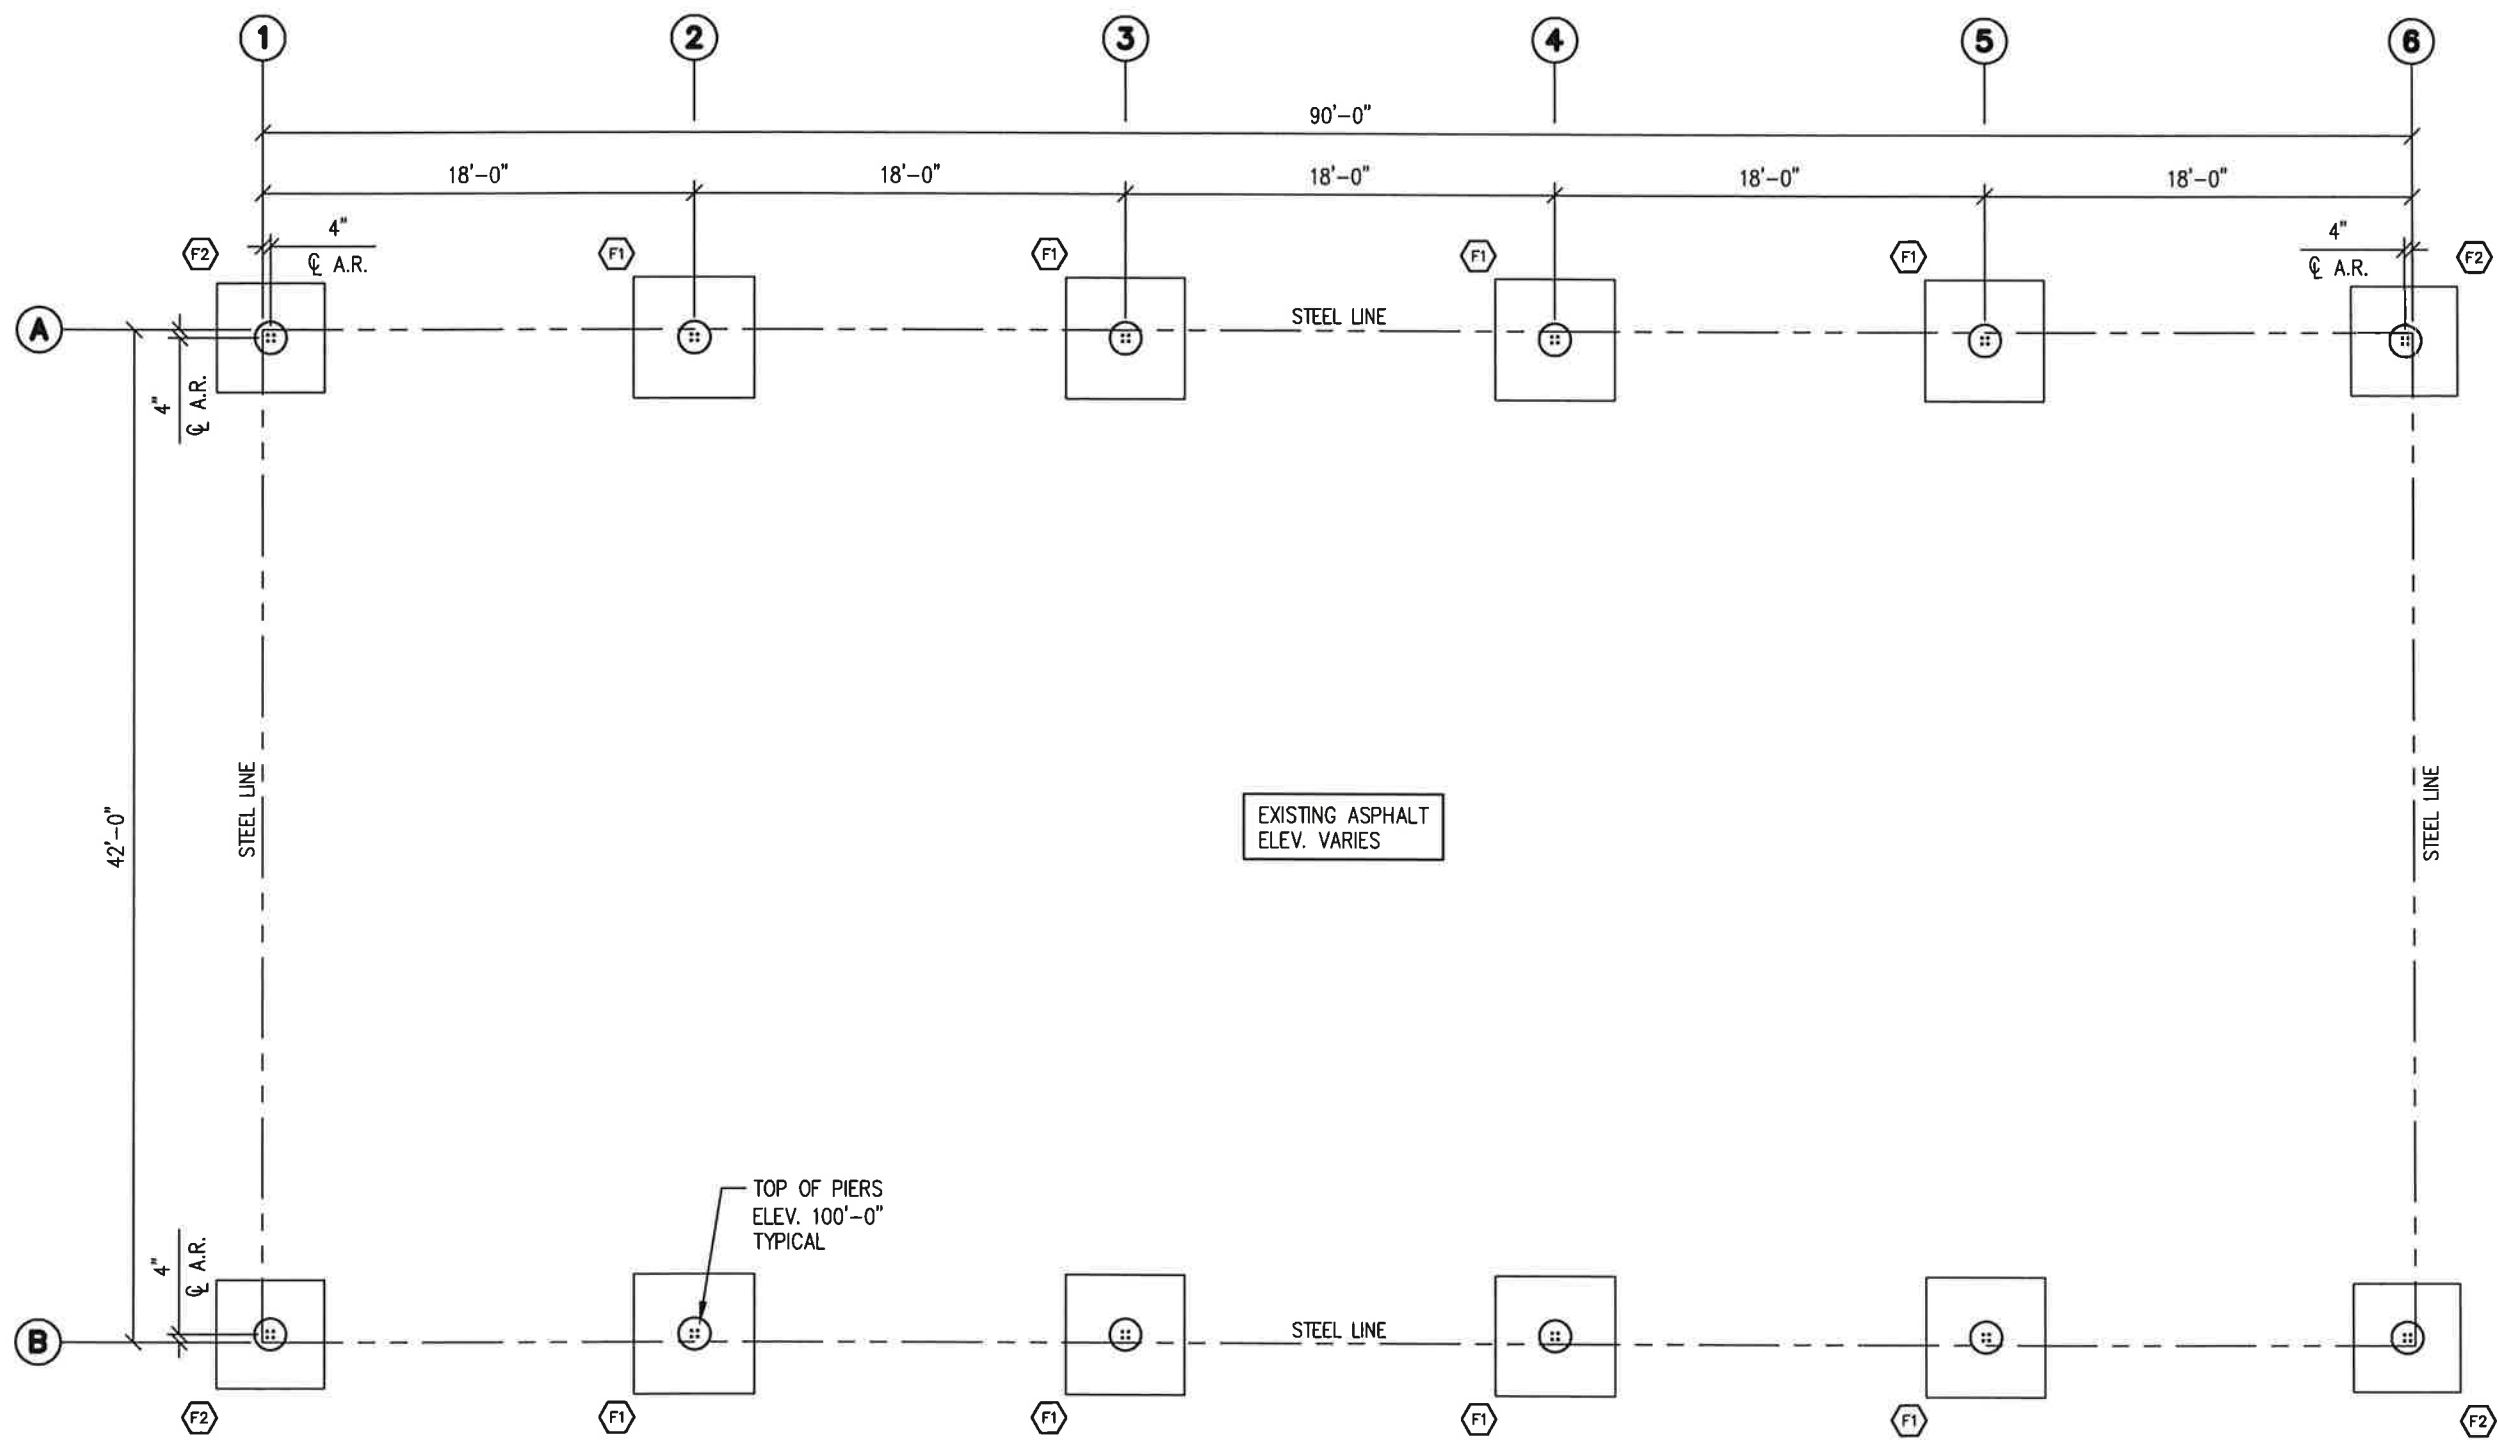 1 2 3 4 5 6
90'-0"
18'-0" 18'-0" 18'-0" 18'-0" 18'-0"
4" 4"
F2 F1 F1 F1 F1 F2
℄ A.R. ℄ A.R.
A
STEEL LINE
4"
℄ A.R.
42'-0"
STEEL LINE
EXISTING ASPHALT
ELEV. VARIES
STEEL LINE
TOP OF PIERS
ELEV. 100'-0"
TYPICAL
4"
℄ A.R.
B
STEEL LINE
F2 F1 F1 F1 F1 F2